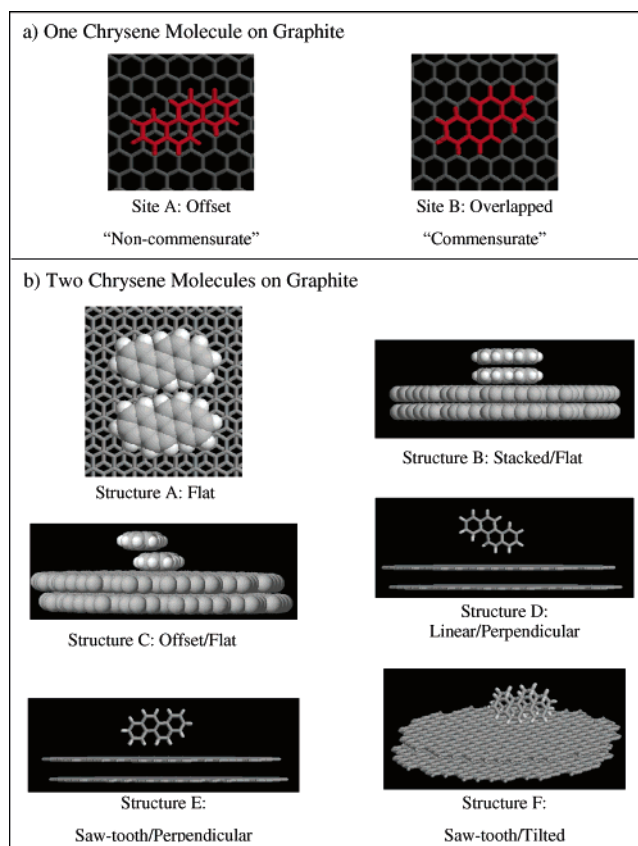 a) One Chrysene Molecule on Graphite
Site A: Offset
“Non-commensurate”
Site B: Overlapped
“Commensurate”
b) Two Chrysene Molecules on Graphite
Structure A: Flat
Structure B: Stacked/Flat
Structure C: Offset/Flat
Structure D:
Linear/Perpendicular
Structure E:
Saw-tooth/Perpendicular
Structure F:
Saw-tooth/Tilted